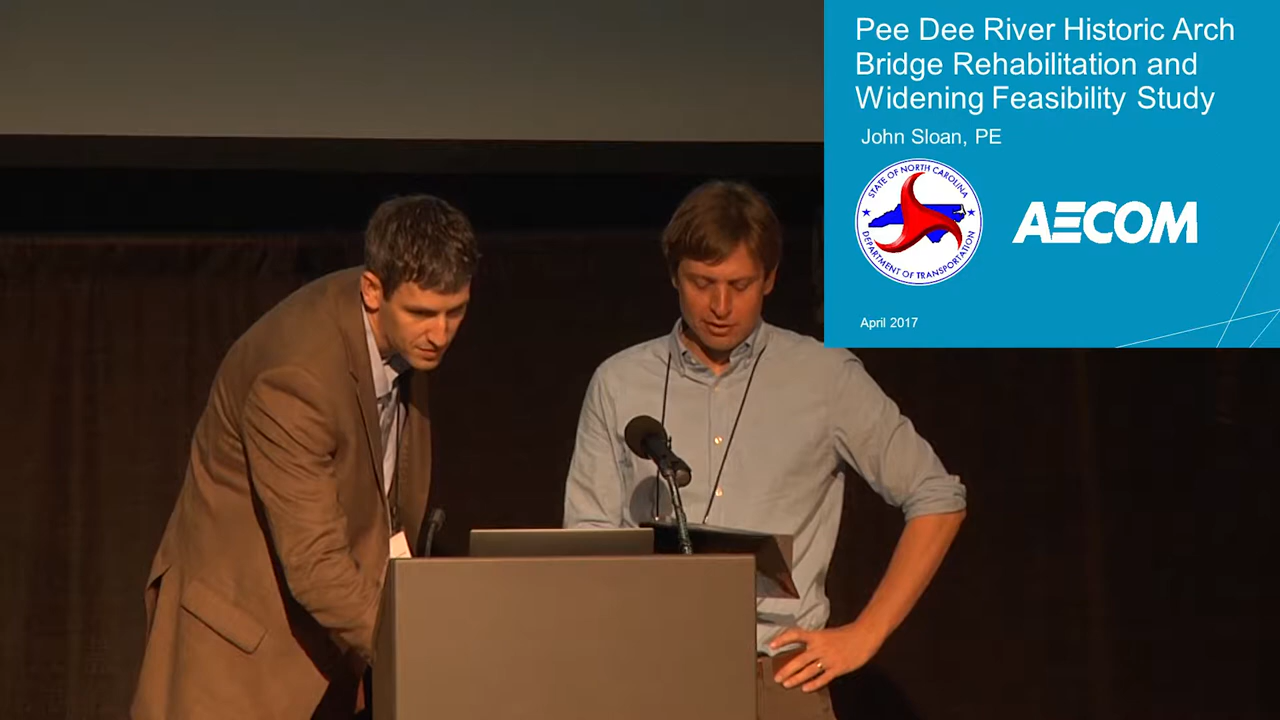 Pee Dee River Historic Arch
Bridge Rehabilitation and
Widening Feasibility Study
John Sloan, PE
STATE OF NORTH CAROLINA
DEPARTMENT OF TRANSPORTATION
AECOM
April 2017